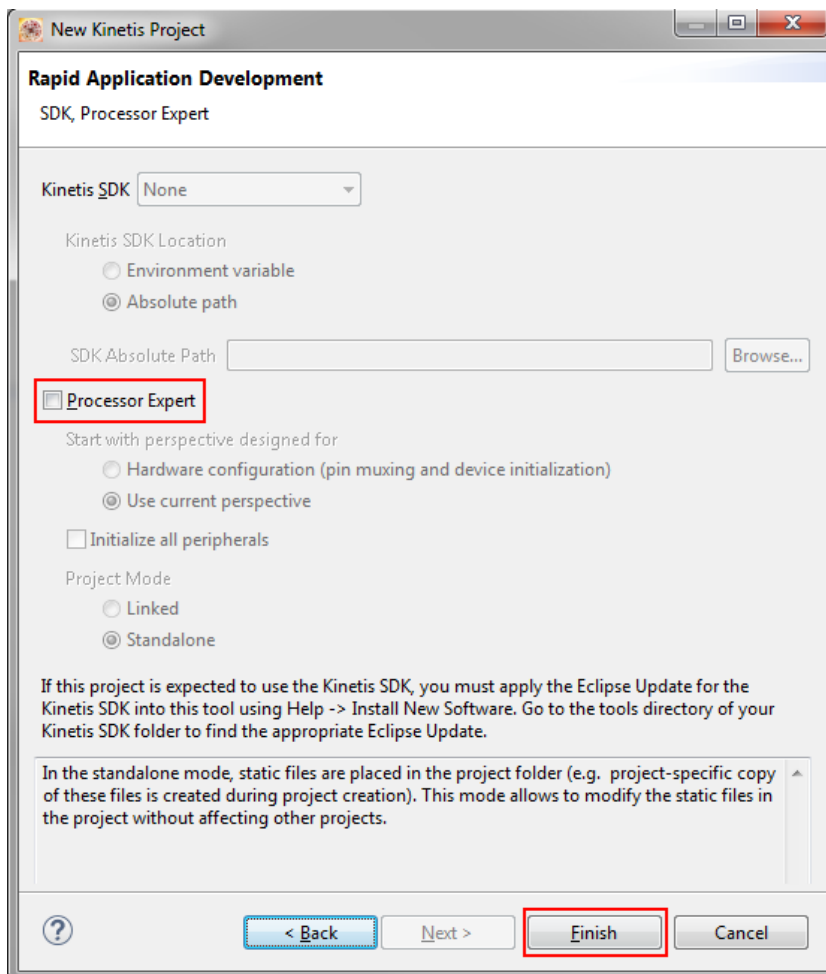 New Kinetis Project
Rapid Application Development
SDK, Processor Expert
Kinetis SDK None
Kinetis SDK Location
Environment variable
Absolute path
SDK Absolute Path Browse...
Processor Expert
Start with perspective designed for
Hardware configuration (pin muxing and device initialization)
Use current perspective
Initialize all peripherals
Project Mode
Linked
Standalone
If this project is expected to use the Kinetis SDK, you must apply the Eclipse Update for the
Kinetis SDK into this tool using Help -> Install New Software. Go to the tools directory of your
Kinetis SDK folder to find the appropriate Eclipse Update.
In the standalone mode, static files are placed in the project folder (e.g. project-specific copy
of these files is created during project creation). This mode allows to modify the static files in
the project without affecting other projects.
? < Back Next > Finish Cancel